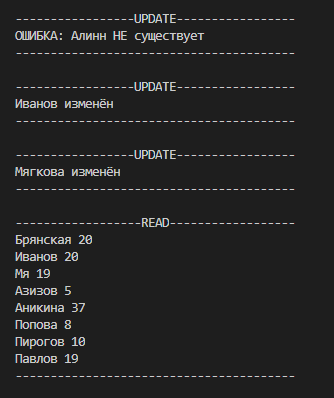 -----------------UPDATE-----------------
ОШИБКА: Алинн НЕ существует
----------------------------------------
-----------------UPDATE-----------------
Иванов изменён
----------------------------------------
-----------------UPDATE-----------------
Мягкова изменён
----------------------------------------
------------------READ------------------
Брянская 20
Иванов 20
Мя 19
Азизов 5
Аникина 37
Попова 8
Пирогов 10
Павлов 19
----------------------------------------